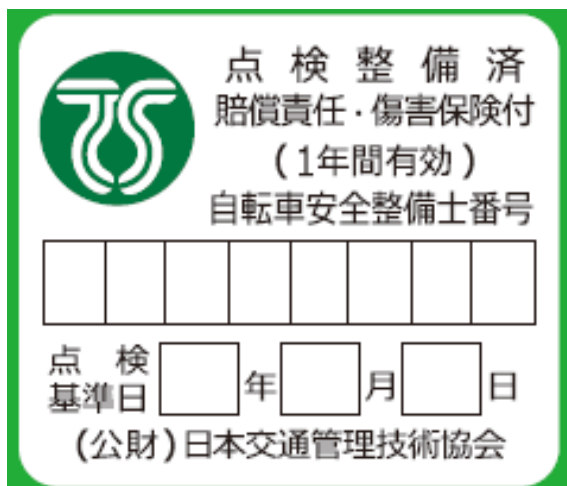 TS
点検整備済
賠償責任・傷害保険付
(1年間有効)
自転車安全整備士番号
点検
基準日 年 月 日
(公財)日本交通管理技術協会